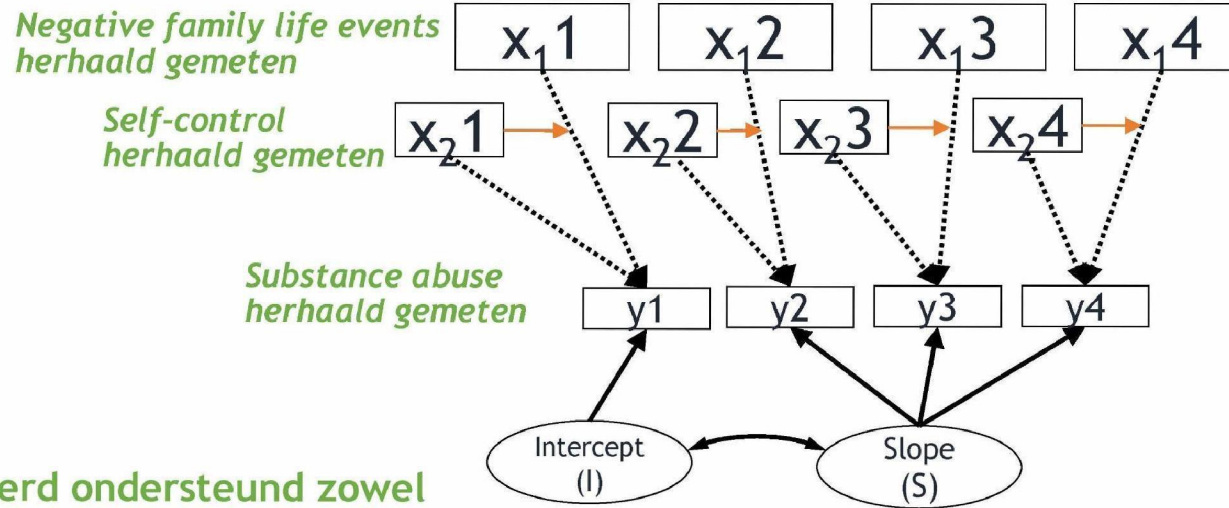 Negative family life events
herhaald gemeten
x₁1 x₁2 x₁3 x₁4
Self-control
herhaald gemeten
x₂1 x₂2 x₂3 x₂4
Substance abuse
herhaald gemeten
y1 y2 y3 y4
Intercept
(I)
Slope
(S)
erd ondersteund zowel